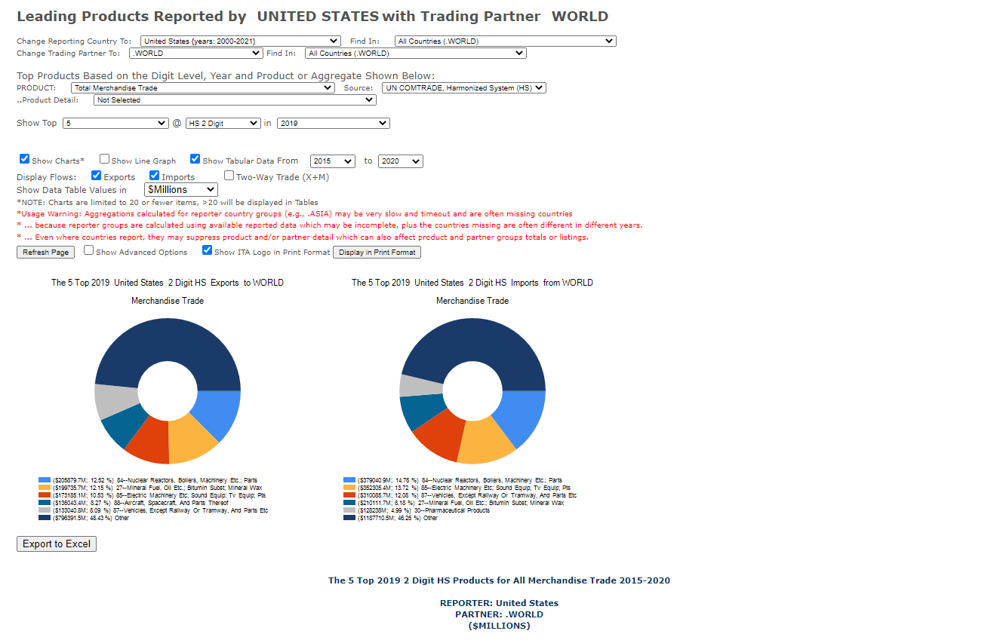 Leading Products Reported by UNITED STATES with Trading Partner WORLD
Change Reporting Country To: United States {years: 2000-2021} Find In: All Countries (.WORLD)
Change Trading Partner To: .WORLD Find In: All Countries (.WORLD)
Top Products Based on the Digit Level, Year and Product or Aggregate Shown Below:
PRODUCT: Total Merchandise Trade Source: UN COMTRADE, Harmonized System (HS)
..Product Detail: Not Selected
Show Top 5 @ HS 2 Digit in 2019
Show Charts* Show Line Graph Show Tabular Data From 2015 to 2020
Display Flows: Exports Imports Two-Way Trade (X+M)
Show Data Table Values in $Millions
*NOTE: Charts are limited to 20 or fewer items, >20 will be displayed in Tables
*Usage Warning: Aggregations calculated for reporter country groups (e.g., .ASIA) may be very slow and timeout and are often missing countries
* ... because reporter groups are calculated using available reported data which may be incomplete, plus the countries missing are often different in different years.
* ... Even where countries report, they may suppress product and/or partner detail which can also affect product and partner groups totals or listings.
Refresh Page Show Advanced Options Show ITA Logo in Print Format Display in Print Format
The 5 Top 2019 United States 2 Digit HS Exports to WORLD
Merchandise Trade
($205879.7M; 12.52 %) 84--Nuclear Reactors, Boilers, Machinery Etc.; Parts
($199735.7M; 12.15 %) 27--Mineral Fuel, Oil Etc.; Bitumin Subst; Mineral Wax
($173185.1M; 10.53 %) 85--Electric Machinery Etc; Sound Equip; Tv Equip; Pts
($136043.4M; 8.27 %) 88--Aircraft, Spacecraft, And Parts Thereof
($133040.8M; 8.09 %) 87--Vehicles, Except Railway Or Tramway, And Parts Etc
($796391.5M; 48.43 %) Other
The 5 Top 2019 United States 2 Digit HS Imports from WORLD
Merchandise Trade
($379040.9M; 14.76 %) 84--Nuclear Reactors, Boilers, Machinery Etc.; Parts
($352305.4M; 13.72 %) 85--Electric Machinery Etc; Sound Equip; Tv Equip; Pts
($310085.7M; 12.08 %) 87--Vehicles, Except Railway Or Tramway, And Parts Etc
($210111.7M; 8.18 %) 27--Mineral Fuel, Oil Etc.; Bitumin Subst; Mineral Wax
($128238M; 4.99 %) 30--Pharmaceutical Products
($1187710.5M; 46.26 %) Other
Export to Excel
The 5 Top 2019 2 Digit HS Products for All Merchandise Trade 2015-2020
REPORTER: United States
PARTNER: .WORLD
($MILLIONS)